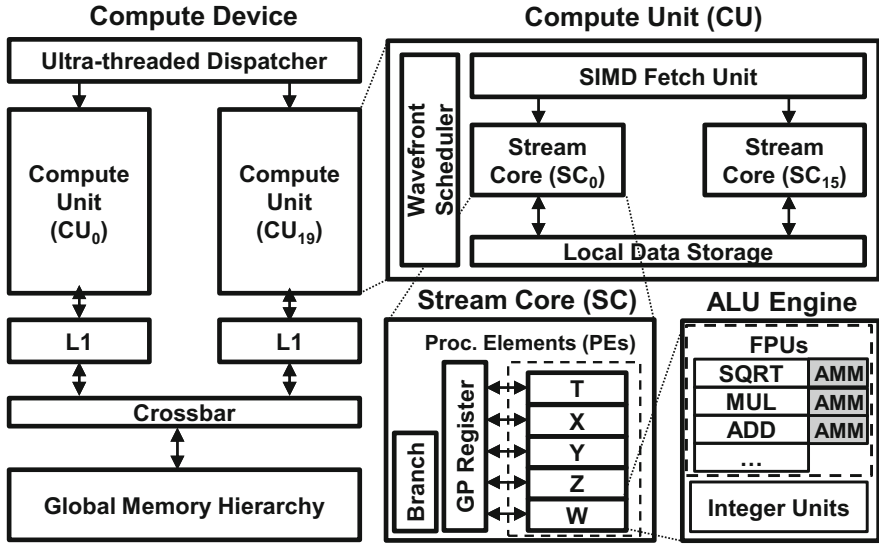 Compute Device
Ultra-threaded Dispatcher
Compute
Unit
(CU0)
Compute
Unit
(CU19)
L1
L1
Crossbar
Global Memory Hierarchy
Compute Unit (CU)
Wavefront
Scheduler
SIMD Fetch Unit
Stream
Core (SC0)
Stream
Core (SC15)
Local Data Storage
Stream Core (SC)
Proc. Elements (PEs)
Branch
GP Register
T
X
Y
Z
W
ALU Engine
FPUs
SQRT AMM
MUL AMM
ADD AMM
...
Integer Units